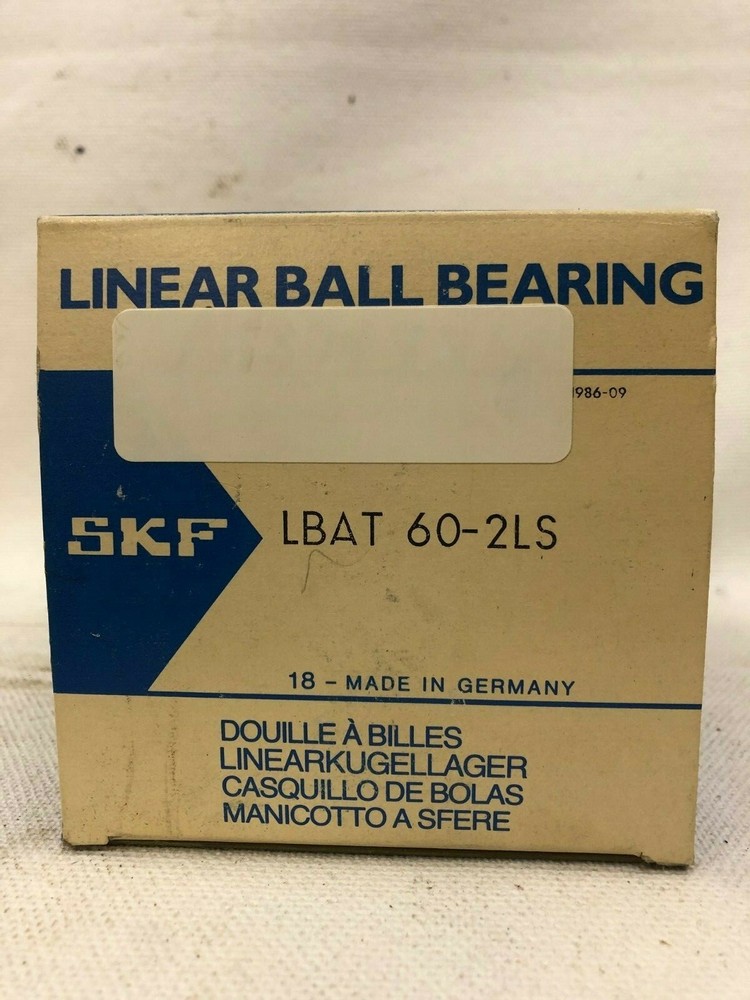 LINEAR BALL BEARING
1986-09
SKF
LBAT 60-2LS
18 - MADE IN GERMANY
DOUILLE À BILLES
LINEARKUGELLAGER
CASQUILLO DE BOLAS
MANICOTTO A SFERE